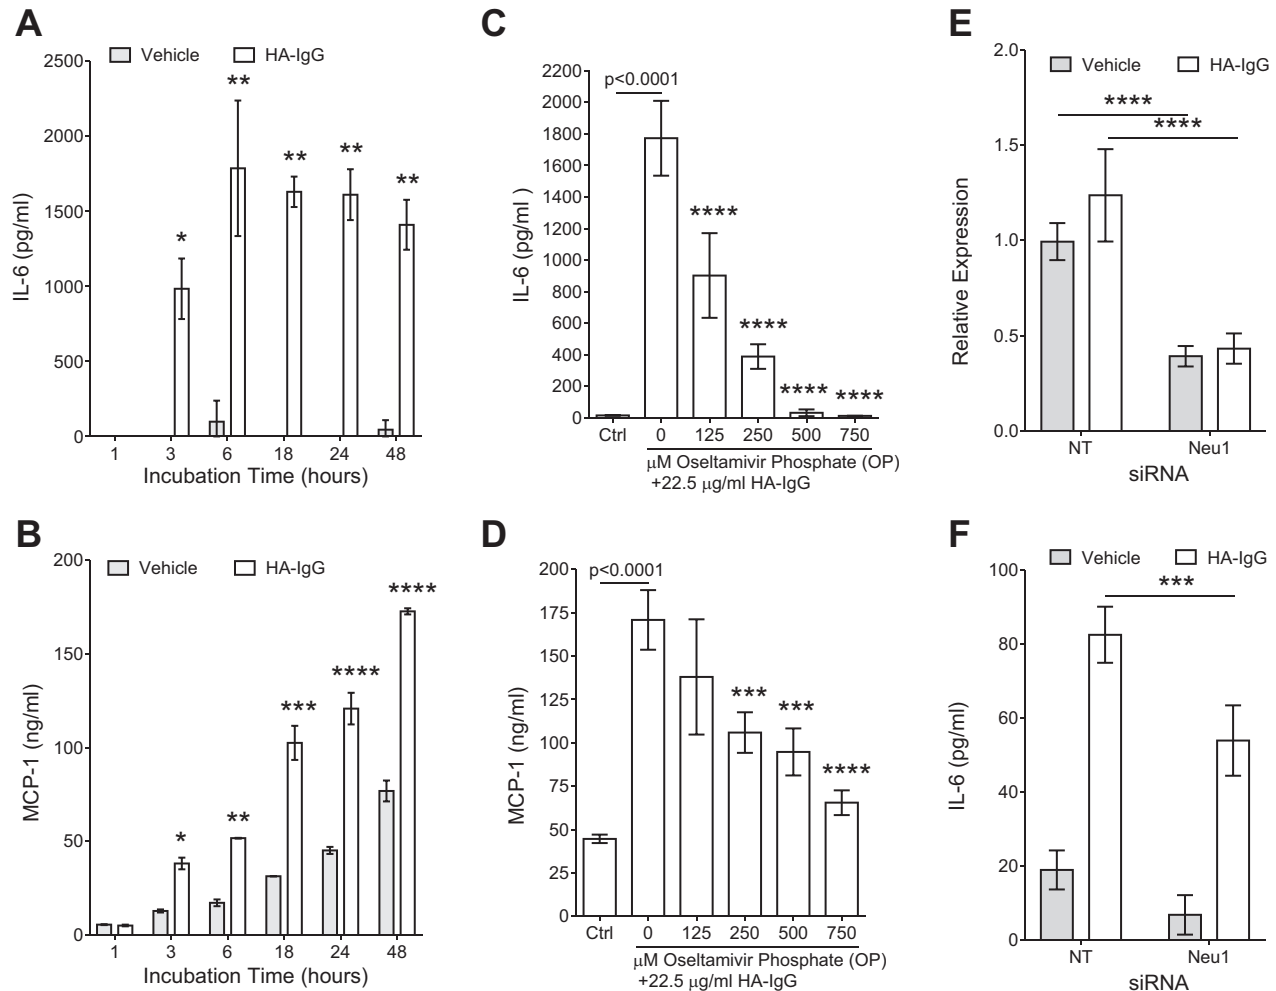 A
Vehicle HA-IgG
2500
2000
1500
1000
500
0
IL-6 (pg/ml)
* ** ** ** **
1 3 6 18 24 48
Incubation Time (hours)
B
Vehicle HA-IgG
200
150
100
50
0
MCP-1 (ng/ml)
* ** *** **** ****
1 3 6 18 24 48
Incubation Time (hours)
C
2200
2000
1800
1600
1400
1200
1000
800
600
400
200
0
IL-6 (pg/ml )
p<0.0001
**** **** **** ****
Ctrl 0 125 250 500 750
μM Oseltamivir Phosphate (OP)
+22.5 μg/ml HA-IgG
D
200
175
150
125
100
75
50
25
0
MCP-1 (ng/ml)
p<0.0001
*** *** ****
Ctrl 0 125 250 500 750
μM Oseltamivir Phosphate (OP)
+22.5 μg/ml HA-IgG
E
Vehicle HA-IgG
2.0
1.5
1.0
0.5
0.0
Relative Expression
****
****
NT Neu1
siRNA
F
Vehicle HA-IgG
100
80
60
40
20
0
IL-6 (pg/ml)
***
NT Neu1
siRNA